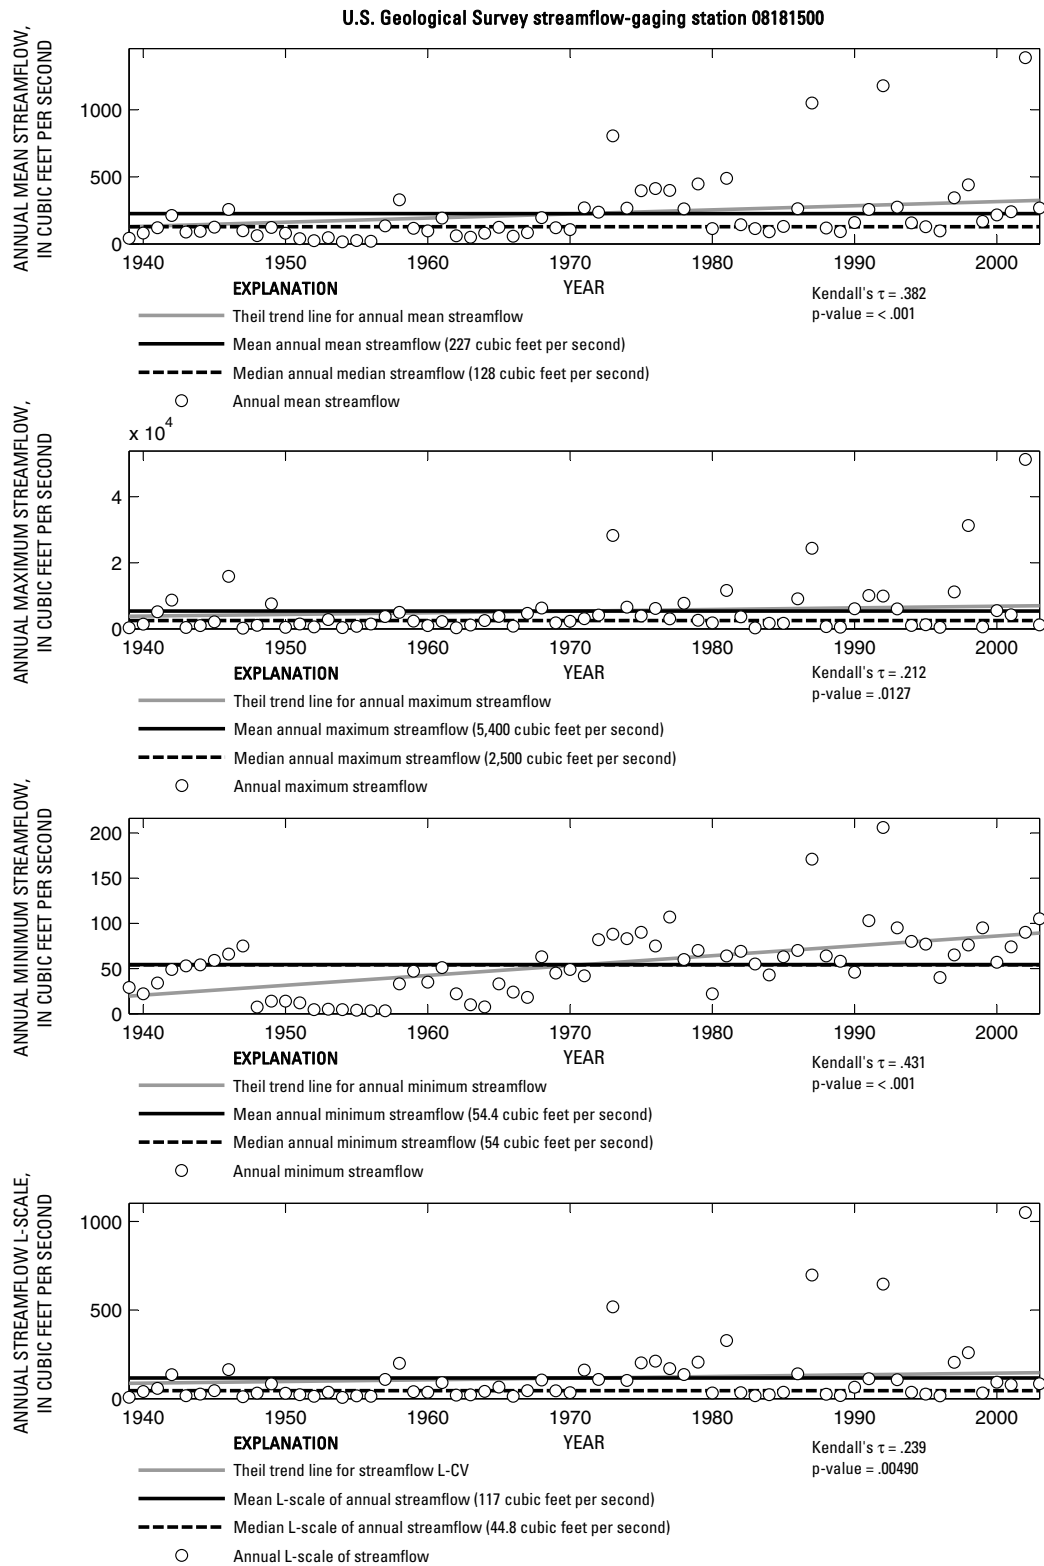 U.S. Geological Survey streamflow-gaging station 08181500
ANNUAL MEAN STREAMFLOW,
IN CUBIC FEET PER SECOND
1000
500
0
1940 1950 1960 1970 1980 1990 2000
YEAR
EXPLANATION
Theil trend line for annual mean streamflow
Mean annual mean streamflow (227 cubic feet per second)
Median annual median streamflow (128 cubic feet per second)
Annual mean streamflow
Kendall's τ = .382
p-value = < .001
ANNUAL MAXIMUM STREAMFLOW,
IN CUBIC FEET PER SECOND
x 10^4
4
2
0
1940 1950 1960 1970 1980 1990 2000
YEAR
EXPLANATION
Theil trend line for annual maximum streamflow
Mean annual maximum streamflow (5,400 cubic feet per second)
Median annual maximum streamflow (2,500 cubic feet per second)
Annual maximum streamflow
Kendall's τ = .212
p-value = .0127
ANNUAL MINIMUM STREAMFLOW,
IN CUBIC FEET PER SECOND
200
150
100
50
0
1940 1950 1960 1970 1980 1990 2000
YEAR
EXPLANATION
Theil trend line for annual minimum streamflow
Mean annual minimum streamflow (54.4 cubic feet per second)
Median annual minimum streamflow (54 cubic feet per second)
Annual minimum streamflow
Kendall's τ = .431
p-value = < .001
ANNUAL STREAMFLOW L-SCALE,
IN CUBIC FEET PER SECOND
1000
500
0
1940 1950 1960 1970 1980 1990 2000
YEAR
EXPLANATION
Theil trend line for streamflow L-CV
Mean L-scale of annual streamflow (117 cubic feet per second)
Median L-scale of annual streamflow (44.8 cubic feet per second)
Annual L-scale of streamflow
Kendall's τ = .239
p-value = .00490